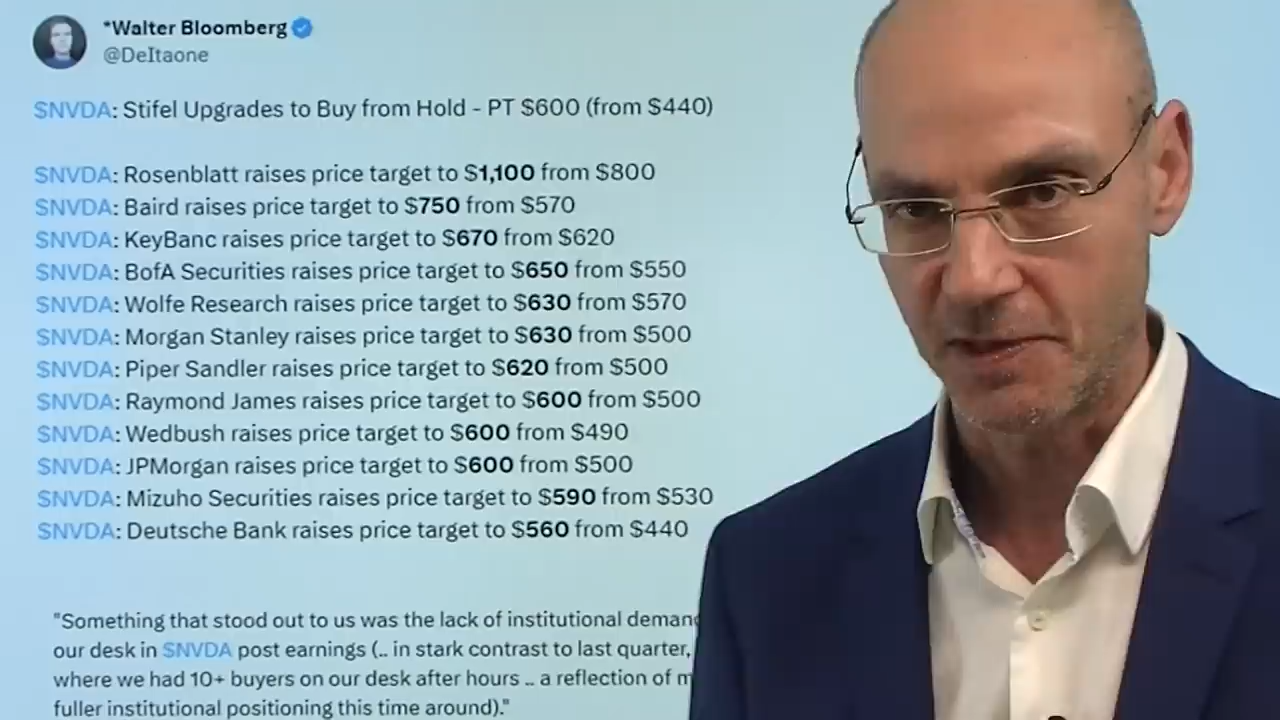 *Walter Bloomberg
@DeItaone
$NVDA: Stifel Upgrades to Buy from Hold - PT $600 (from $440)
$NVDA: Rosenblatt raises price target to $1,100 from $800
$NVDA: Baird raises price target to $750 from $570
$NVDA: KeyBanc raises price target to $670 from $620
$NVDA: BofA Securities raises price target to $650 from $550
$NVDA: Wolfe Research raises price target to $630 from $570
$NVDA: Morgan Stanley raises price target to $630 from $500
$NVDA: Piper Sandler raises price target to $620 from $500
$NVDA: Raymond James raises price target to $600 from $500
$NVDA: Wedbush raises price target to $600 from $490
$NVDA: JPMorgan raises price target to $600 from $500
$NVDA: Mizuho Securities raises price target to $590 from $530
$NVDA: Deutsche Bank raises price target to $560 from $440
"Something that stood out to us was the lack of institutional
our desk in $NVDA post earnings (.. in stark contrast to last quarter,
where we had 10+ buyers on our desk after hours .. a reflection of
fuller institutional positioning this time around)."